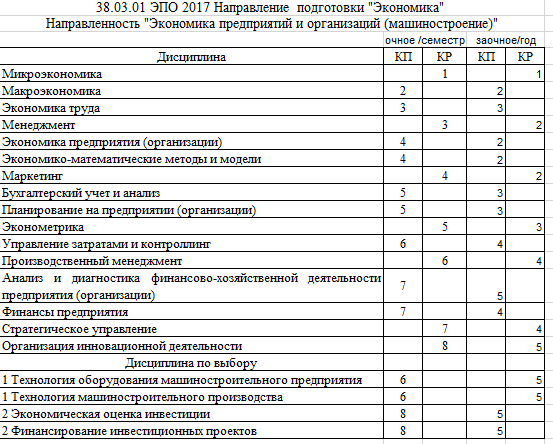 38.03.01 ЭПО 2017 Направление подготовки "Экономика"
Направленность "Экономика предприятий и организаций (машиностроение)"
очное /семестр заочное/год
Дисциплина КП КР КП КР
Микроэкономика 1 1
Макроэкономика 2 2
Экономика труда 3 3
Менеджмент 3 2
Экономика предприятия (организации) 4 2
Экономико-математические методы и модели 4 2
Маркетинг 4 2
Бухгалтерский учет и анализ 5 3
Планирование на предприятии (организации) 5 3
Эконометрика 5 3
Управление затратами и контроллинг 6 4
Производственный менеджмент 6 4
Анализ и диагностика финансово-хозяйственной деятельности
предприятия (организации) 7 5
Финансы предприятия 7 4
Стратегическое управление 7 4
Организация инновационной деятельности 8 5
Дисциплина по выбору
1 Технология оборудования машиностроительного предприятия 6 5
1 Технология машиностроительного производства 6 5
2 Экономическая оценка инвестиции 8 5
2 Финансирование инвестиционных проектов 8 5